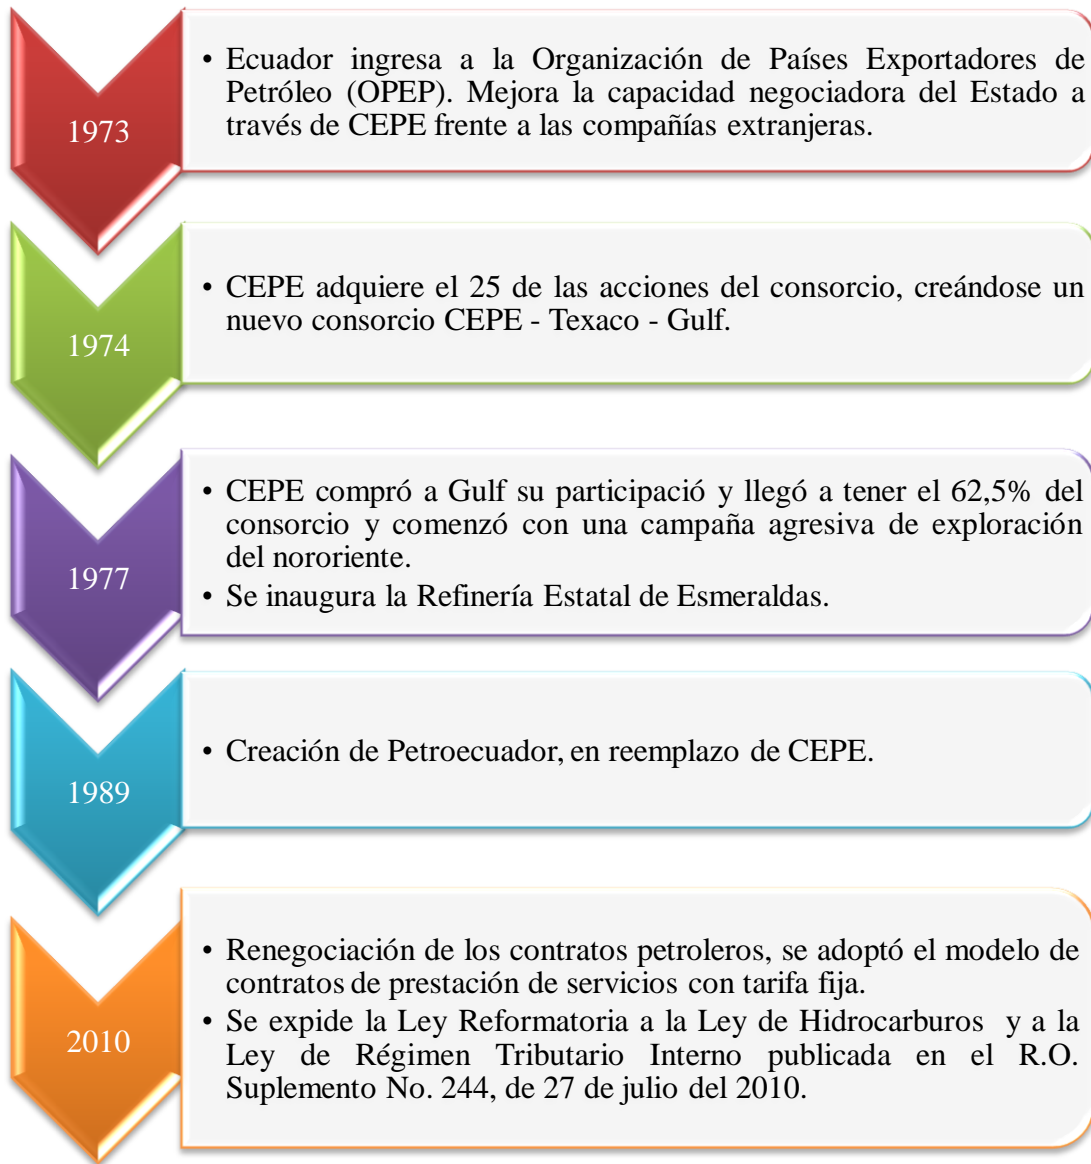 1973
• Ecuador ingresa a la Organización de Países Exportadores de
Petróleo (OPEP). Mejora la capacidad negociadora del Estado a
través de CEPE frente a las compañías extranjeras.
1974
• CEPE adquiere el 25 de las acciones del consorcio, creándose un
nuevo consorcio CEPE - Texaco - Gulf.
1977
• CEPE compró a Gulf su participació y llegó a tener el 62,5% del
consorcio y comenzó con una campaña agresiva de exploración
del nororiente.
• Se inaugura la Refinería Estatal de Esmeraldas.
1989
• Creación de Petroecuador, en reemplazo de CEPE.
2010
• Renegociación de los contratos petroleros, se adoptó el modelo de
contratos de prestación de servicios con tarifa fija.
• Se expide la Ley Reformatoria a la Ley de Hidrocarburos y a la
Ley de Régimen Tributario Interno publicada en el R.O.
Suplemento No. 244, de 27 de julio del 2010.